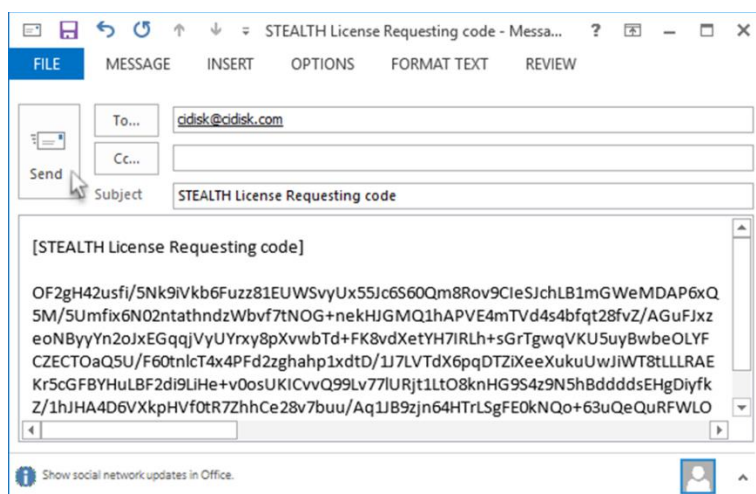 STEALTH License Requesting code - Messa... ?
FILE MESSAGE INSERT OPTIONS FORMAT TEXT REVIEW
Send
To... cidisk@cidisk.com
Cc...
Subject STEALTH License Requesting code
[STEALTH License Requesting code]
OF2gH42usfi/5Nk9iVkb6Fuzz81EUWSvyUx55Jc6S60Qm8Rov9CIeSJchLB1mGWeMDAP6xQ
5M/5Umfix6N02ntathndzWbvf7tNOG+nekHJGMQ1hAPVE4mTVd4s4bfqt28fvZ/AGuFJxz
eoNByyYn2oJxEGqqjVyUYrxy8pXvwbTd+FK8vdXetYH7IRLh+sGrTgwqVKU5uyBwbeOLYF
CZECTOaQ5U/F60tnlcT4x4PFd2zghahp1xdtD/1J7LVTdX6pqDTZiXeeXukuUwJiWT8tLLLRAE
Kr5cGFBYHuLBF2di9LiHe+v0osUKICvvQ99Lv77lURjt1LtO8knHG9S4z9N5hBddddsEHgDiyfk
Z/1hJHA4D6VXkpHVf0tR7ZhhCe28v7buu/Aq1JB9zjn64HTrLSgFE0kNQo+63uQeQuRFWLO
Show social network updates in Office.